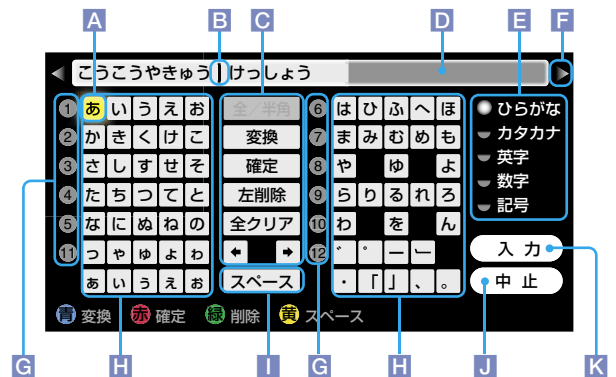 A B C D E F
こうこうやきゅう|けっしょう
1 あ い う え お 全/半角 6 は ひ ふ へ ほ ひらがな
2 か き く け こ 変換 7 ま み む め も カタカナ
3 さ し す せ そ 確定 8 や ゆ よ 英字
4 た ち つ て と 左削除 9 ら り る れ ろ 数字
5 な に ぬ ね の 全クリア 10 わ を ん 記号
11 っ ゃ ゅ ょ ゎ ← → 12 ゛ ゜ ー 入力
ぁ ぃ ぅ ぇ ぉ スペース ・ 「 」 、 。 中止
青 変換 赤 確定 緑 削除 黄 スペース
G H I G H J K